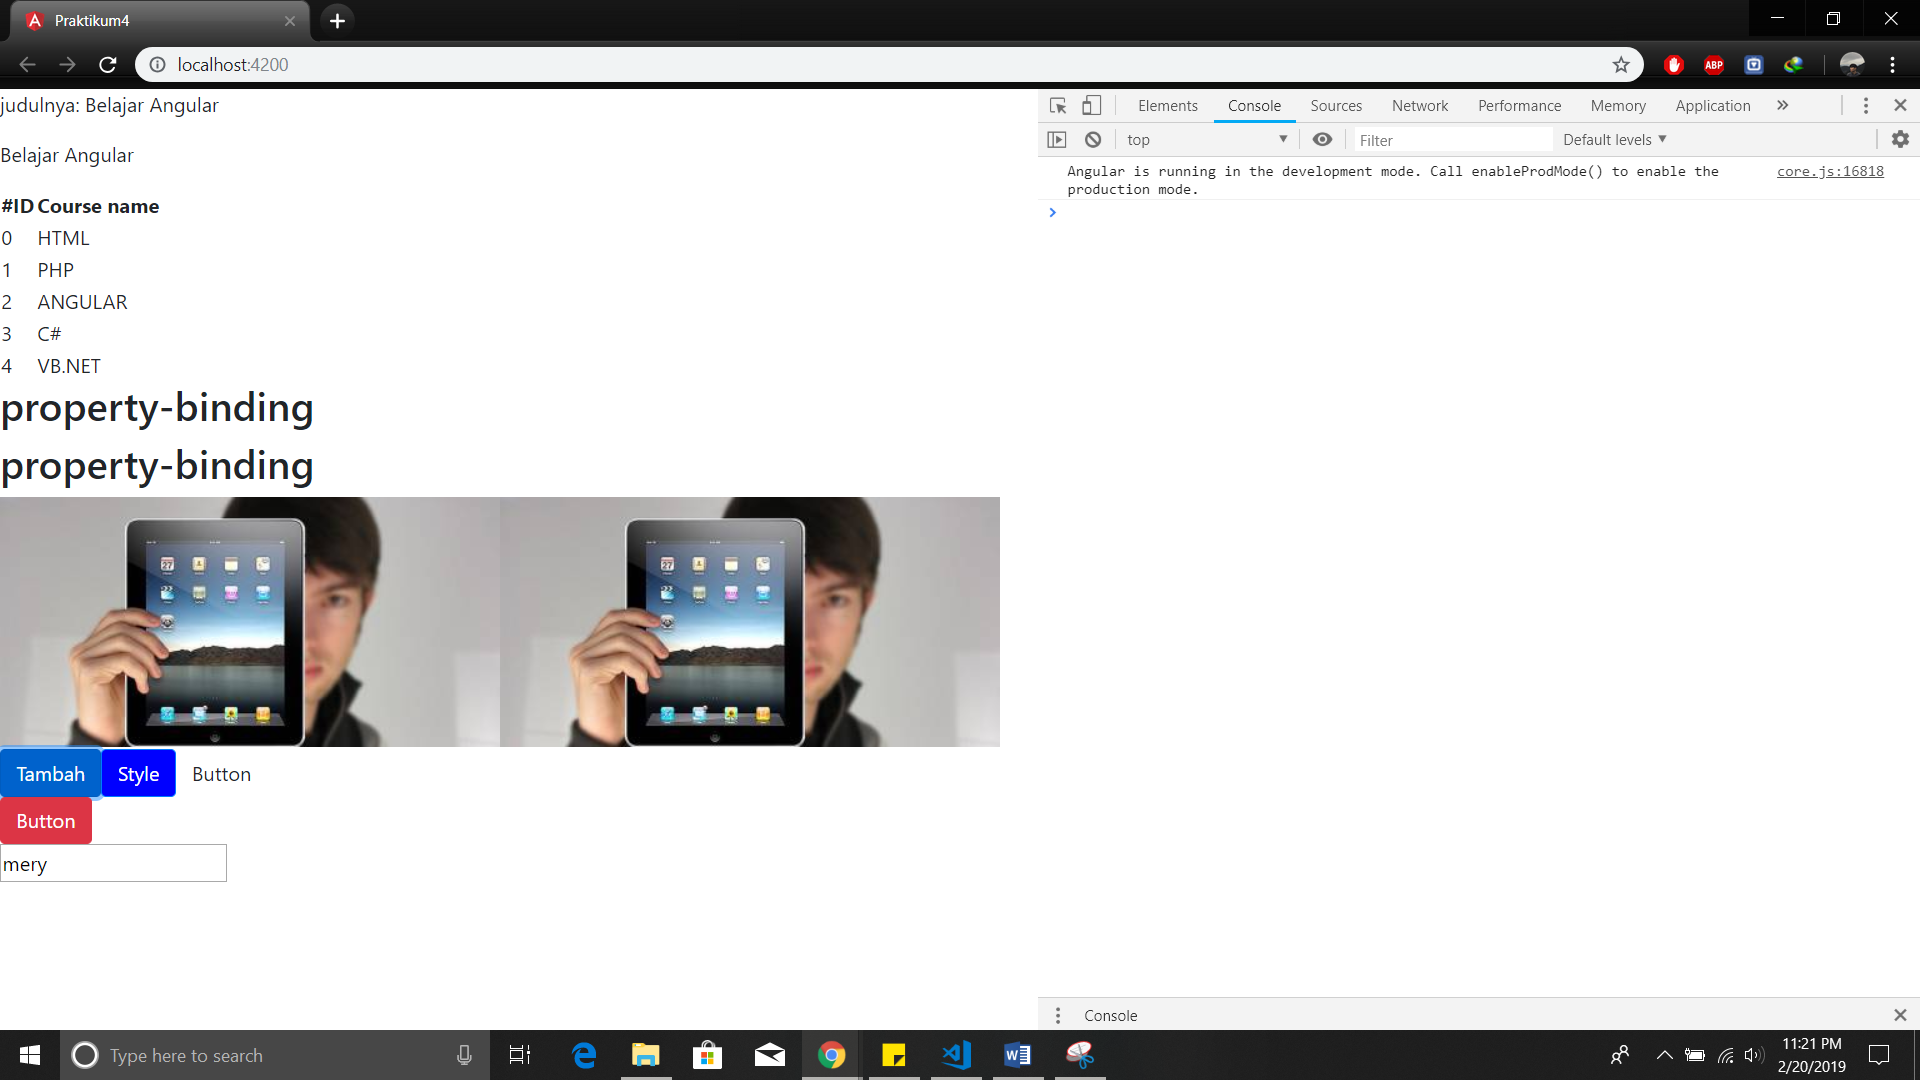 Praktikum4
localhost:4200
ABP
judulnya: Belajar Angular
Belajar Angular
#ID Course name
0 HTML
1 PHP
2 ANGULAR
3 C#
4 VB.NET
property-binding
property-binding
27
27
Tambah Style Button
Button
mery
Elements Console Sources Network Performance Memory Application »
top Filter Default levels
Angular is running in the development mode. Call enableProdMode() to enable the core.js:16818
production mode.
Console
Type here to search
11:21 PM
2/20/2019